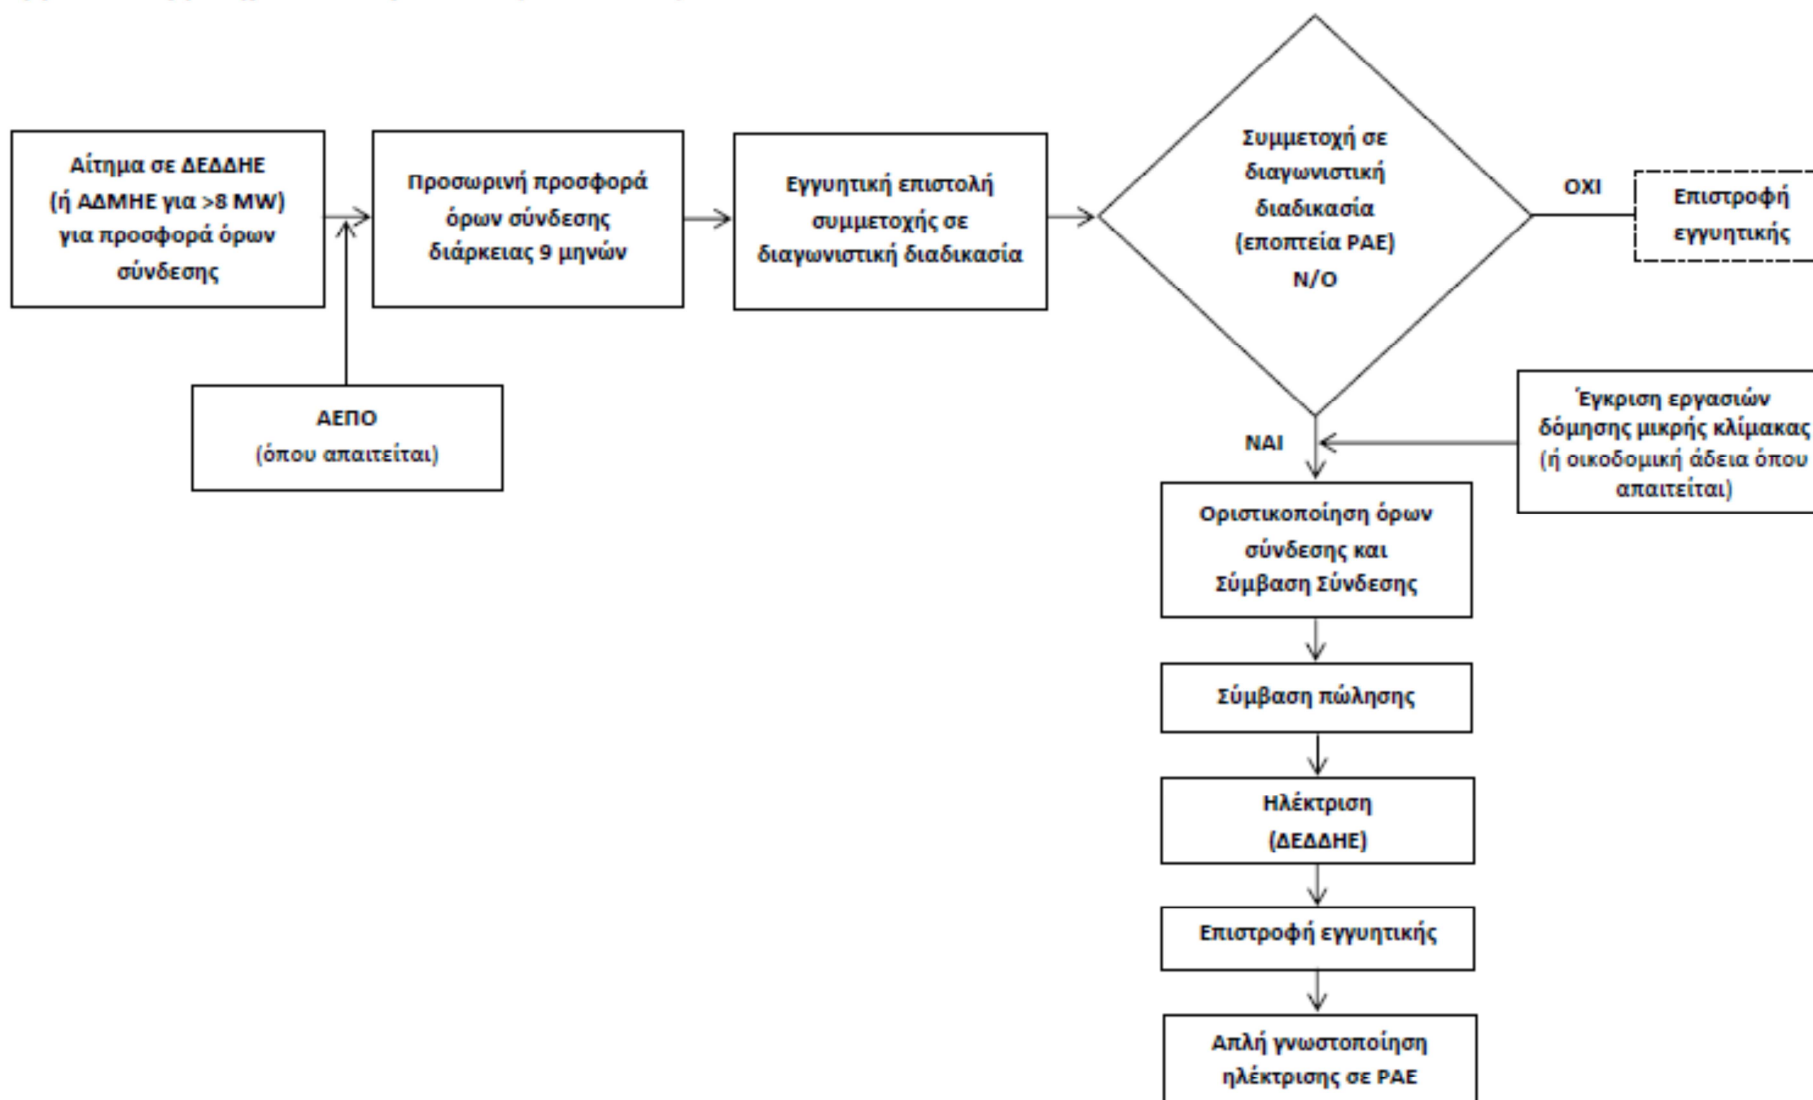 Αίτημα σε ΔΕΔΔΗΕ
(ή ΑΔΜΗΕ για >8 MW)
για προσφορά όρων
σύνδεσης
Προσωρινή προσφορά
όρων σύνδεσης
διάρκειας 9 μηνών
Εγγυητική επιστολή
συμμετοχής σε
διαγωνιστική διαδικασία
Συμμετοχή σε
διαγωνιστική
διαδικασία
(εποπτεία ΡΑΕ)
Ν/Ο
ΟΧΙ
Επιστροφή
εγγυητικής
ΑΕΠΟ
(όπου απαιτείται)
ΝΑΙ
Έγκριση εργασιών
δόμησης μικρής κλίμακας
(ή οικοδομική άδεια όπου
απαιτείται)
Οριστικοποίηση όρων
σύνδεσης και
Σύμβαση Σύνδεσης
Σύμβαση πώλησης
Ηλέκτριση
(ΔΕΔΔΗΕ)
Επιστροφή εγγυητικής
Απλή γνωστοποίηση
ηλέκτρισης σε ΡΑΕ